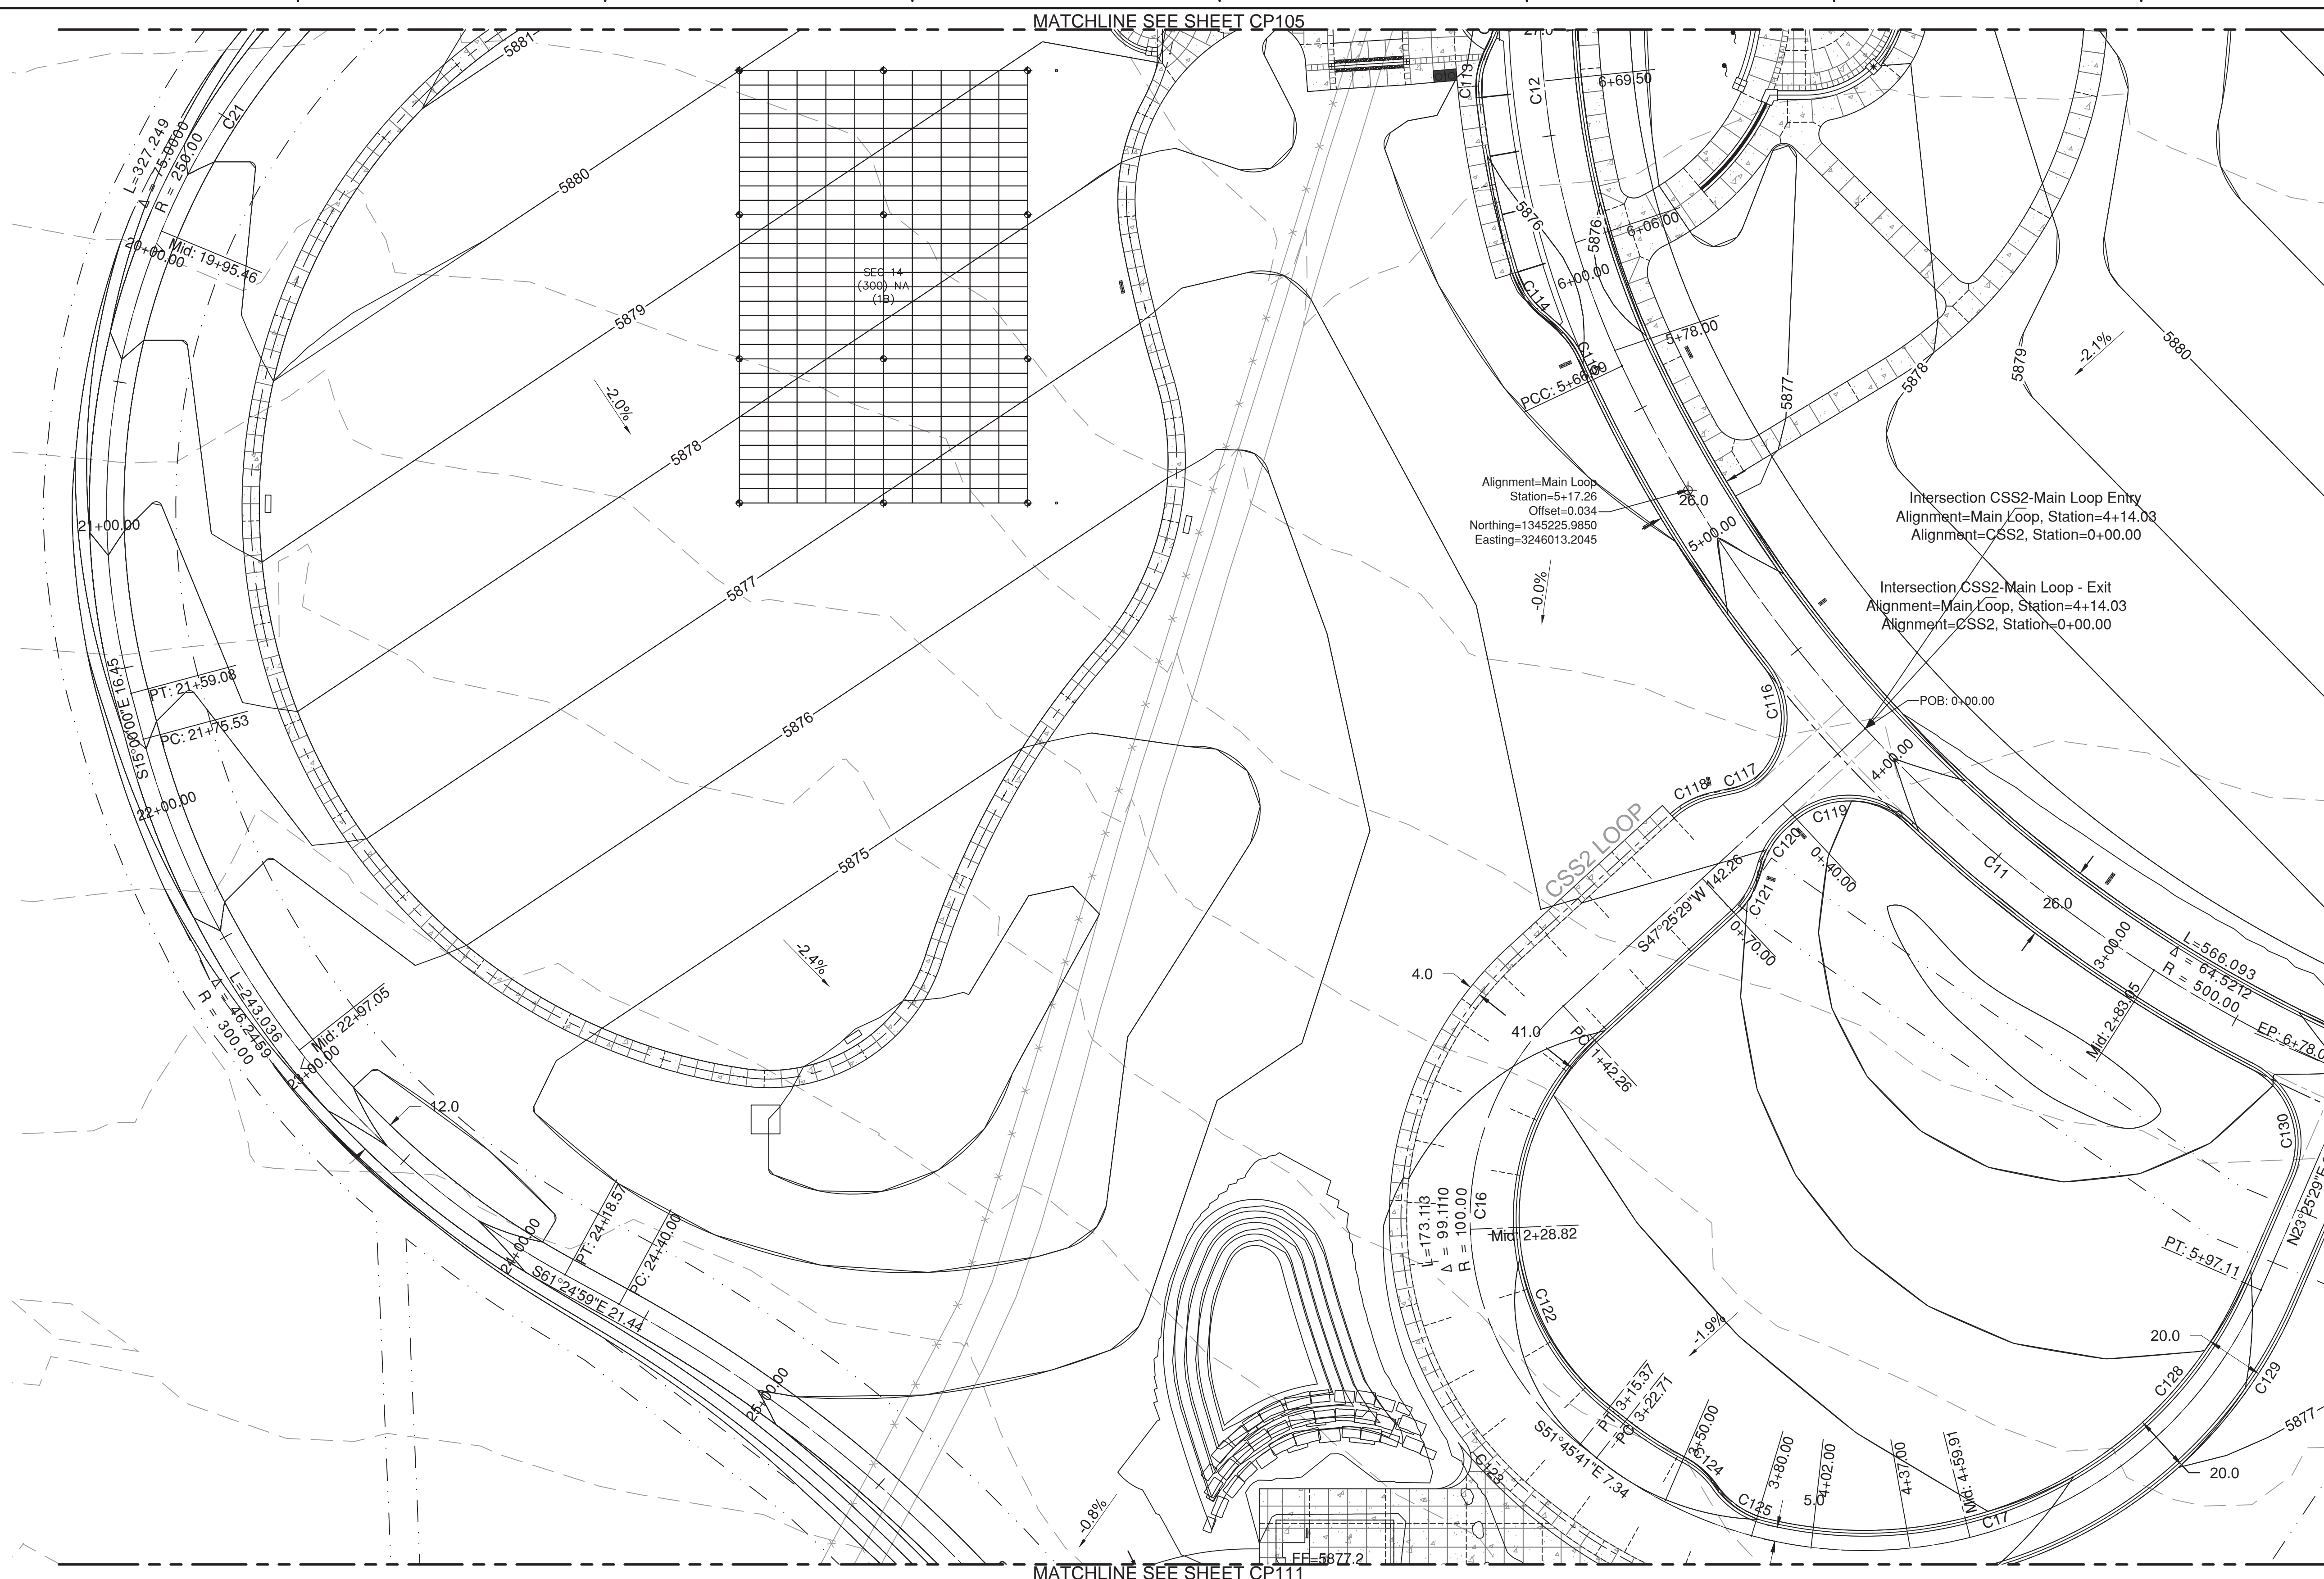 MATCHLINE SEE SHEET CP105
5881
C21
L=327.249
Δ = 75.0000
R = 250.00
5880
20+00.00
Mid: 19+95.46
SEC 14
(300) NA
(1B)
5879
-2.0%
5878
21+00.00
5877
S15°00'00"E 16.45
PT: 21+59.08
PC: 21+75.53
5876
22+00.00
5875
-2.4%
L=243.036
Δ = 46.2459
R = 300.00
Mid: 22+97.05
23+00.00
12.0
24+00.00
PT: 24+18.57
PC: 24+40.00
S61°24'59"E 21.44
25+00.00
-0.8%
C113
C12
27.0
6+69.50
5876
5876
6+06.00
6+00.00
C114
5+78.00
PCC: 5+66.09
5877
5878
5879
-2.1%
5880
Alignment=Main Loop
Station=5+17.26
Offset=0.034
Northing=1345225.9850
Easting=3246013.2045
26.0
5+00.00
-0.0%
Intersection CSS2-Main Loop Entry
Alignment=Main Loop, Station=4+14.03
Alignment=CSS2, Station=0+00.00
Intersection CSS2-Main Loop - Exit
Alignment=Main Loop, Station=4+14.03
Alignment=CSS2, Station=0+00.00
C116
POB: 0+00.00
4+00.00
C118
C117
C119
C120
0+40.00
C11
CSS2 LOOP
S47°25'29"W 142.26
C121
0+70.00
26.0
3+00.00
L=566.093
Δ = 64.5212
R = 500.00
Mid: 2+83.05
4.0
41.0
PC: 1+42.26
C130
L=173.113
Δ = 99.1110
R = 100.00
C16
Mid: 2+28.82
PT: 5+97.11
C122
-1.9%
20.0
C128
C129
5877
PT: 3+15.37
PC: 3+22.71
3+50.00
S51°45'41"E 7.34
C123
C124
3+80.00
4+02.00
4+37.00
Mid: 4+59.91
C125
5.0
C17
20.0
FF=5877.2
MATCHLINE SEE SHEET CP111